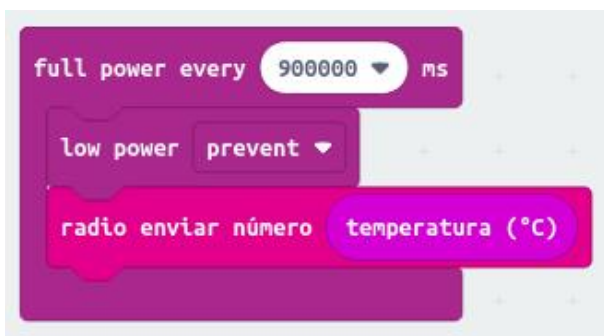 full power every 900000 ms
low power prevent
radio enviar número temperatura (°C)